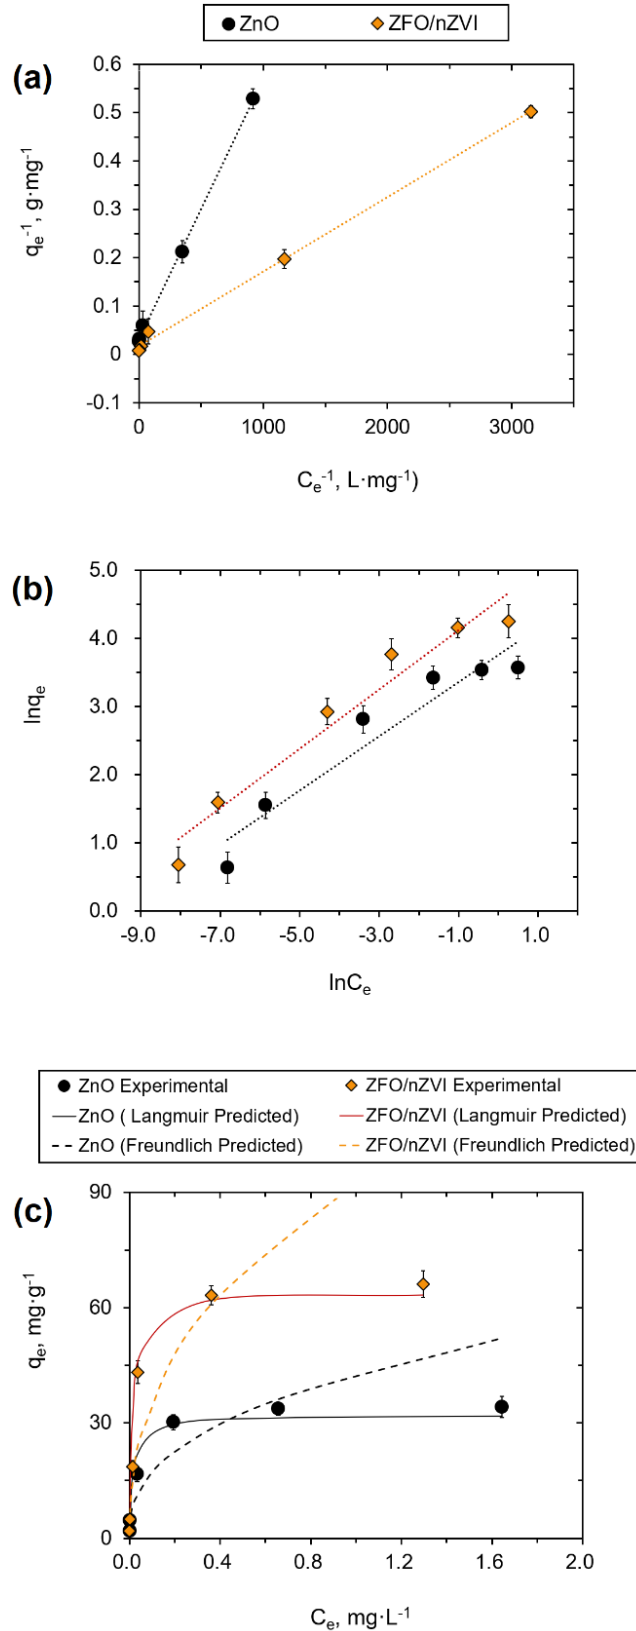 ZnO ZFO/nZVI
(a)
0.6
0.5
0.4
0.3
0.2
0.1
0
-0.1
qe-1, g·mg-1
0 1000 2000 3000
Ce-1, L·mg-1)
(b)
5.0
4.0
3.0
2.0
1.0
0.0
lnqe
-9.0 -7.0 -5.0 -3.0 -1.0 1.0
lnCe
ZnO Experimental ZFO/nZVI Experimental
ZnO ( Langmuir Predicted) ZFO/nZVI (Langmuir Predicted)
ZnO (Freundlich Predicted) ZFO/nZVI (Freundlich Predicted)
(c)
90
60
30
0
qe, mg·g-1
0.0 0.4 0.8 1.2 1.6 2.0
Ce, mg·L-1